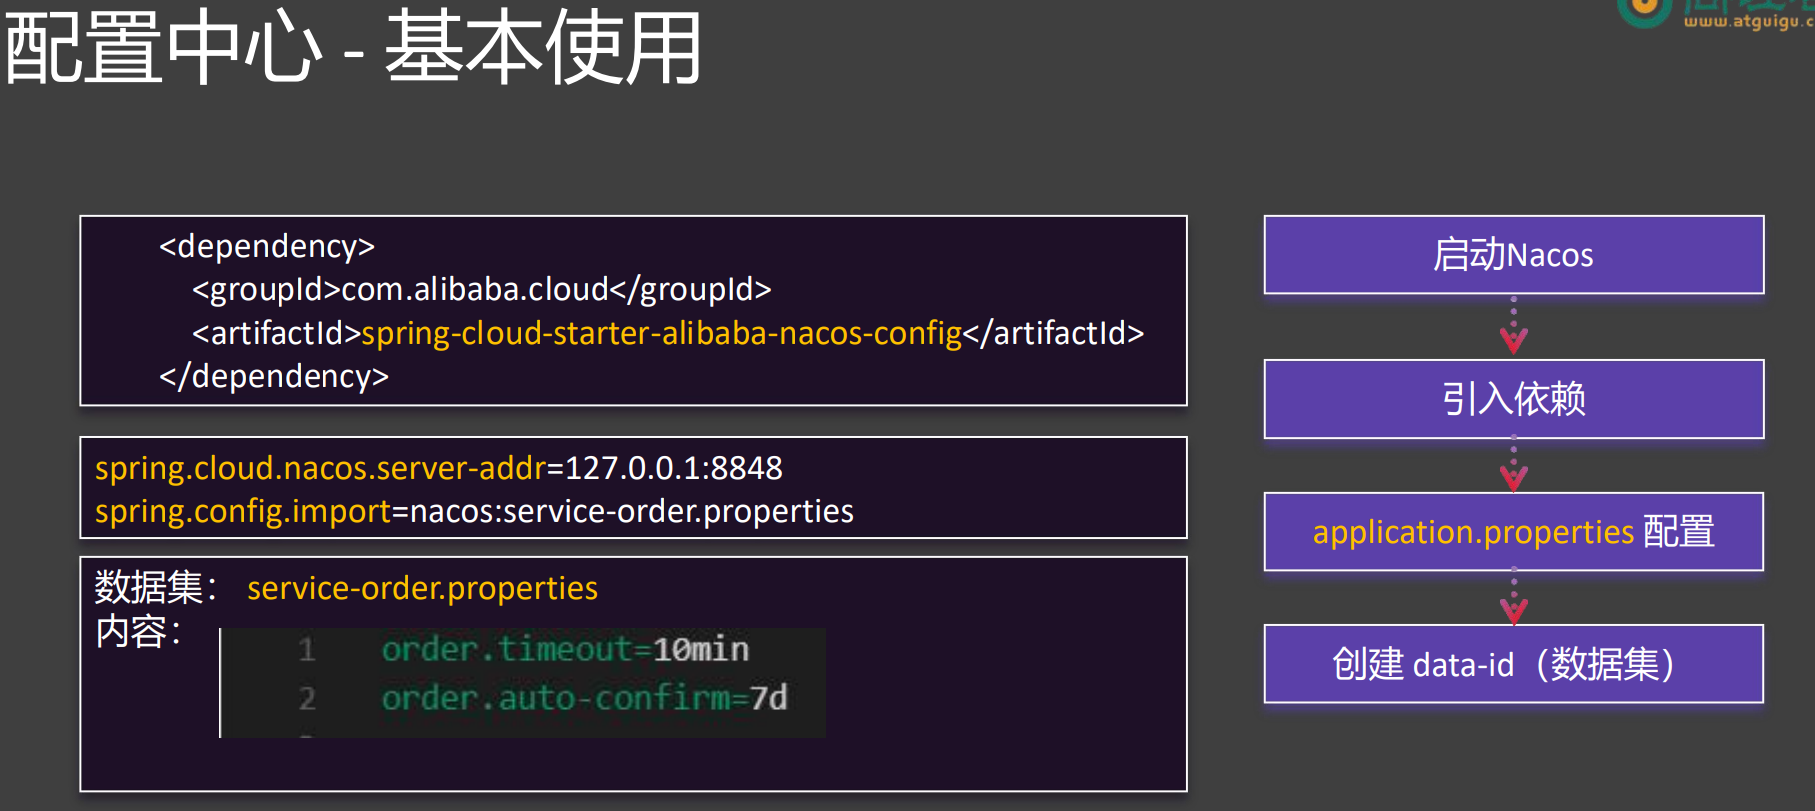 配置中心 - 基本使用
www.atguigu.c
<dependency>
<groupId>com.alibaba.cloud</groupId>
<artifactId>spring-cloud-starter-alibaba-nacos-config</artifactId>
</dependency>
spring.cloud.nacos.server-addr=127.0.0.1:8848
spring.config.import=nacos:service-order.properties
数据集： service-order.properties
内容：
1 order.timeout=10min
2 order.auto-confirm=7d
启动Nacos
引入依赖
application.properties 配置
创建 data-id（数据集）